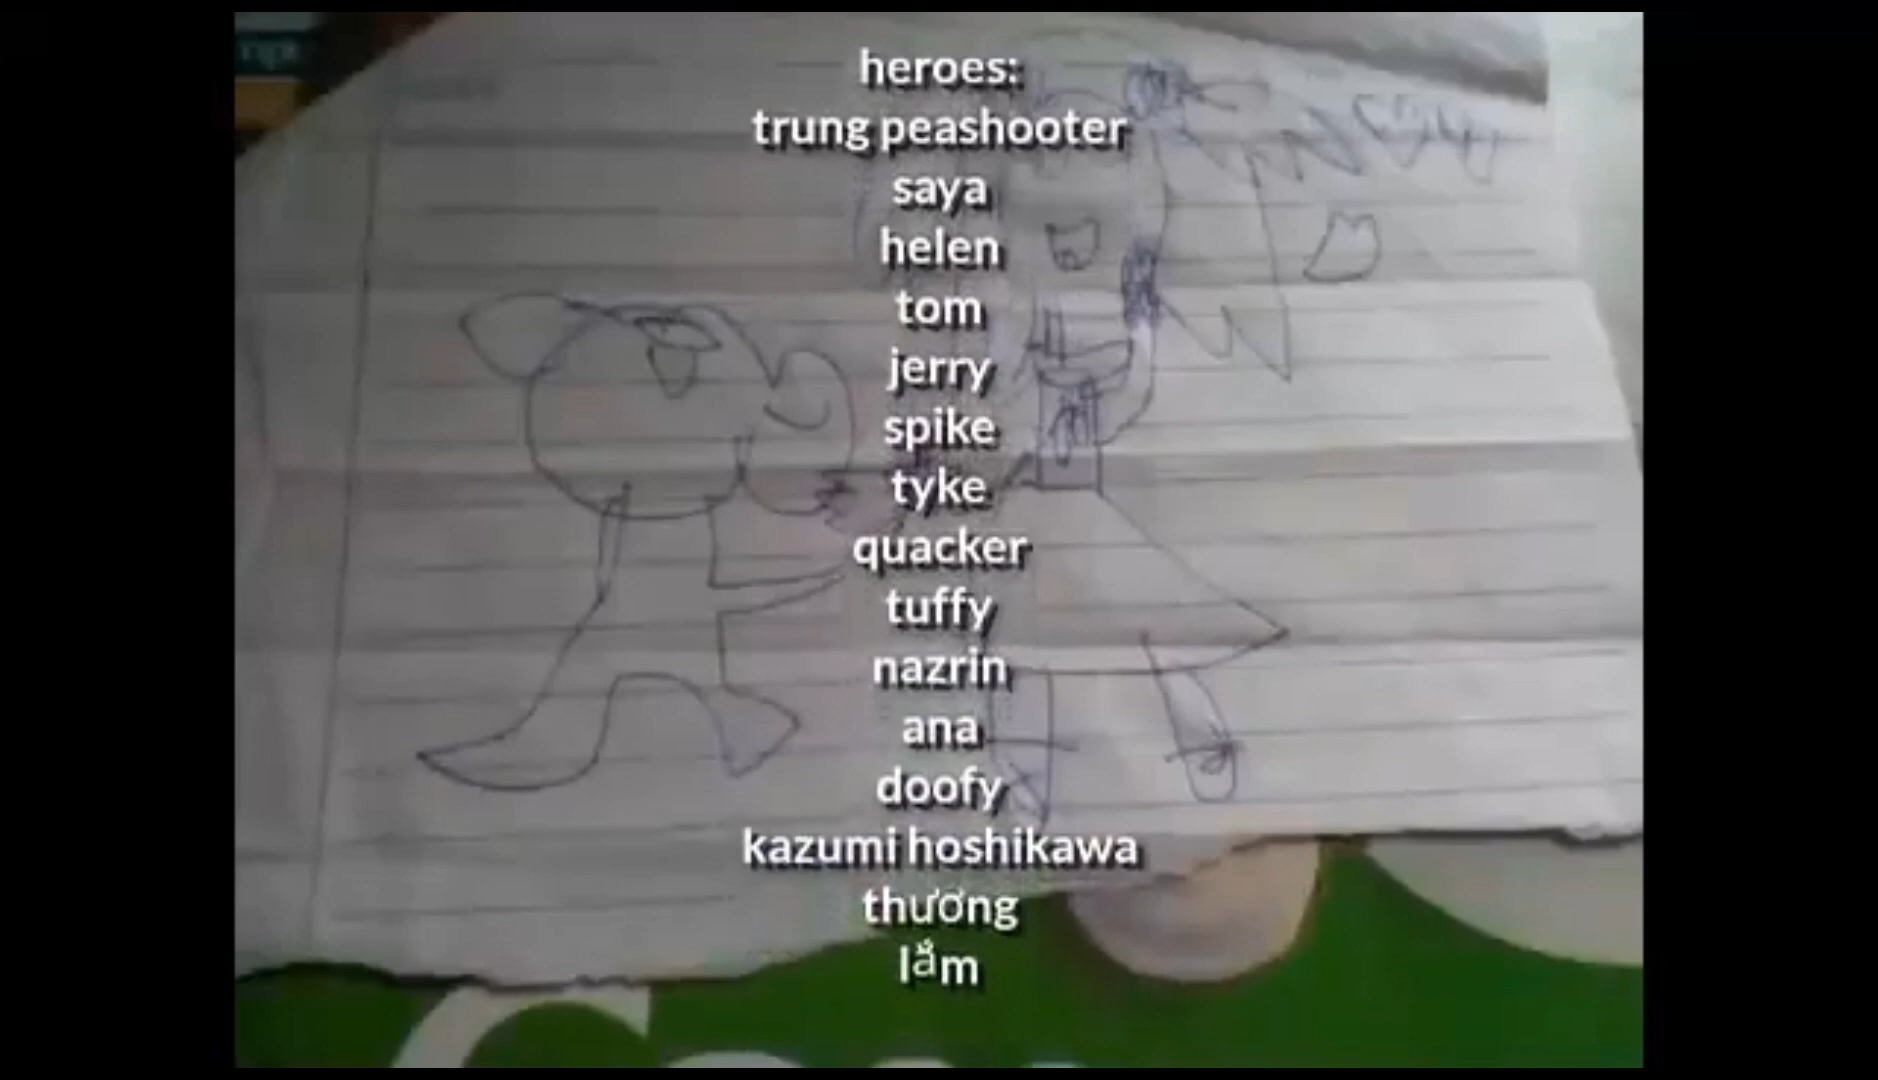 heroes:
trung peashooter
saya
helen
tom
jerry
spike
tyke
quacker
tuffy
nazrin
ana
doofy
kazumi hoshikawa
thương
lắm